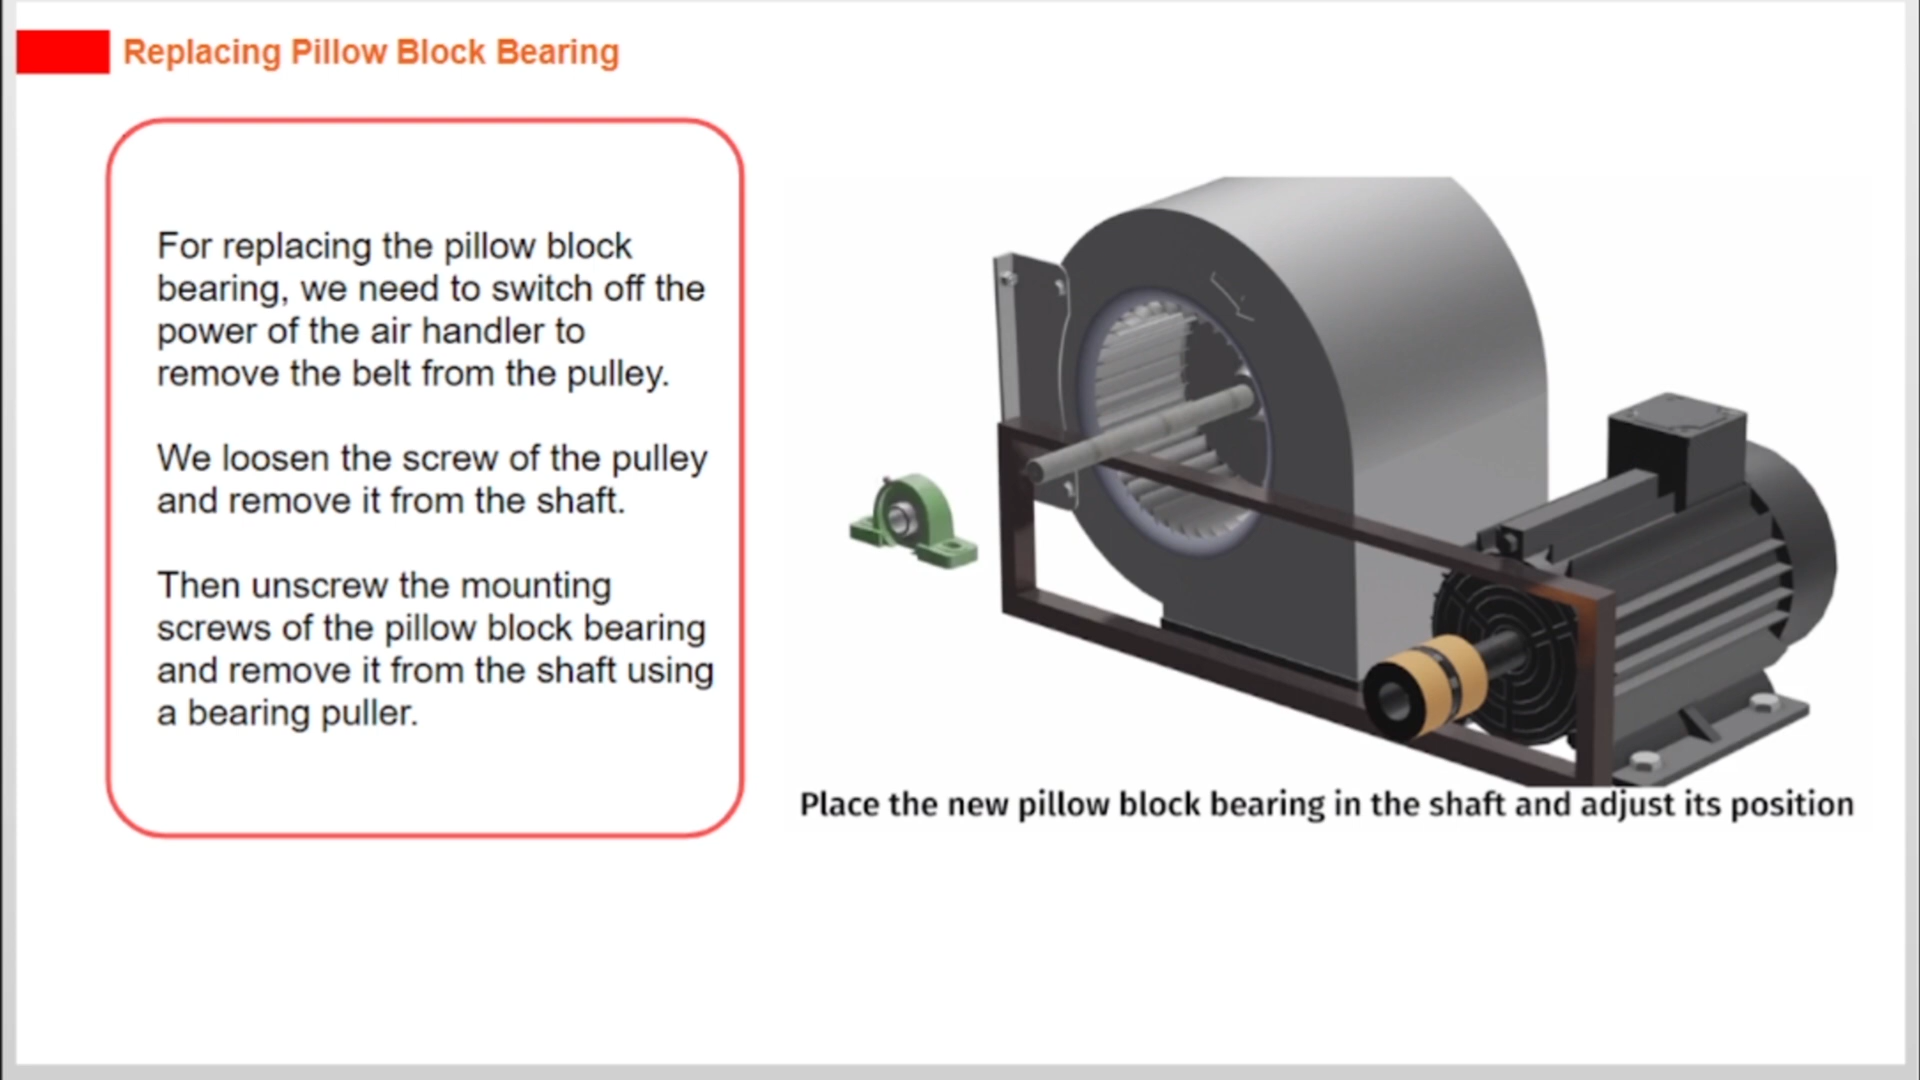 Replacing Pillow Block Bearing
For replacing the pillow block
bearing, we need to switch off the
power of the air handler to
remove the belt from the pulley.
We loosen the screw of the pulley
and remove it from the shaft.
Then unscrew the mounting
screws of the pillow block bearing
and remove it from the shaft using
a bearing puller.
Place the new pillow block bearing in the shaft and adjust its position